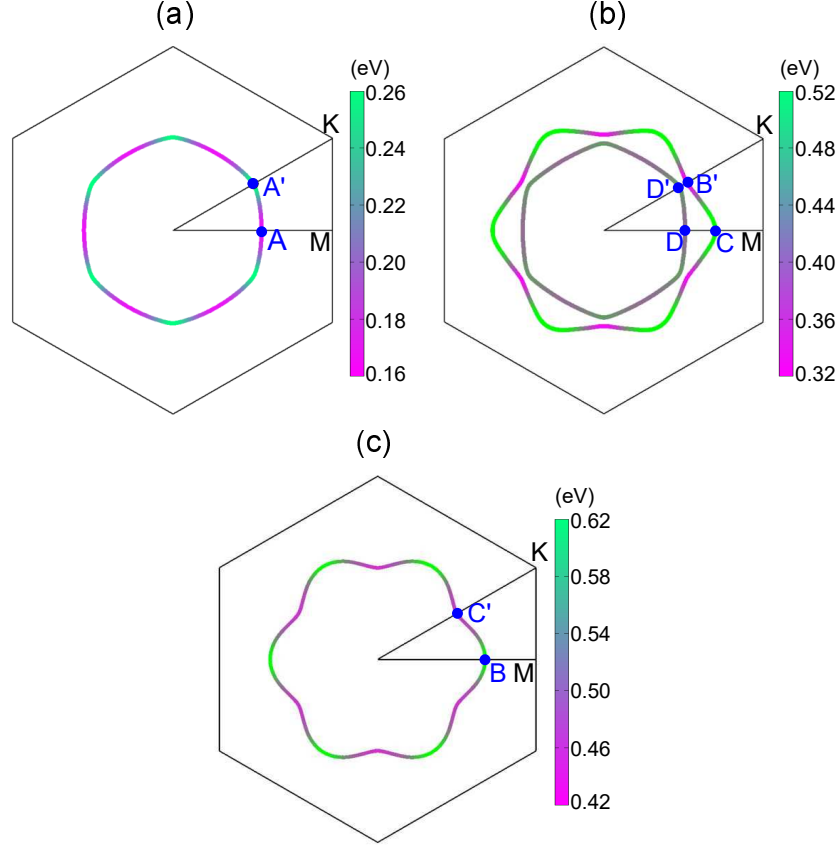 (a)
(eV)
0.26
0.24
0.22
0.20
0.18
0.16
K
A'
A
M
(b)
(eV)
0.52
0.48
0.44
0.40
0.36
0.32
K
D' B'
D C M
(c)
(eV)
0.62
0.58
0.54
0.50
0.46
0.42
K
C'
B M